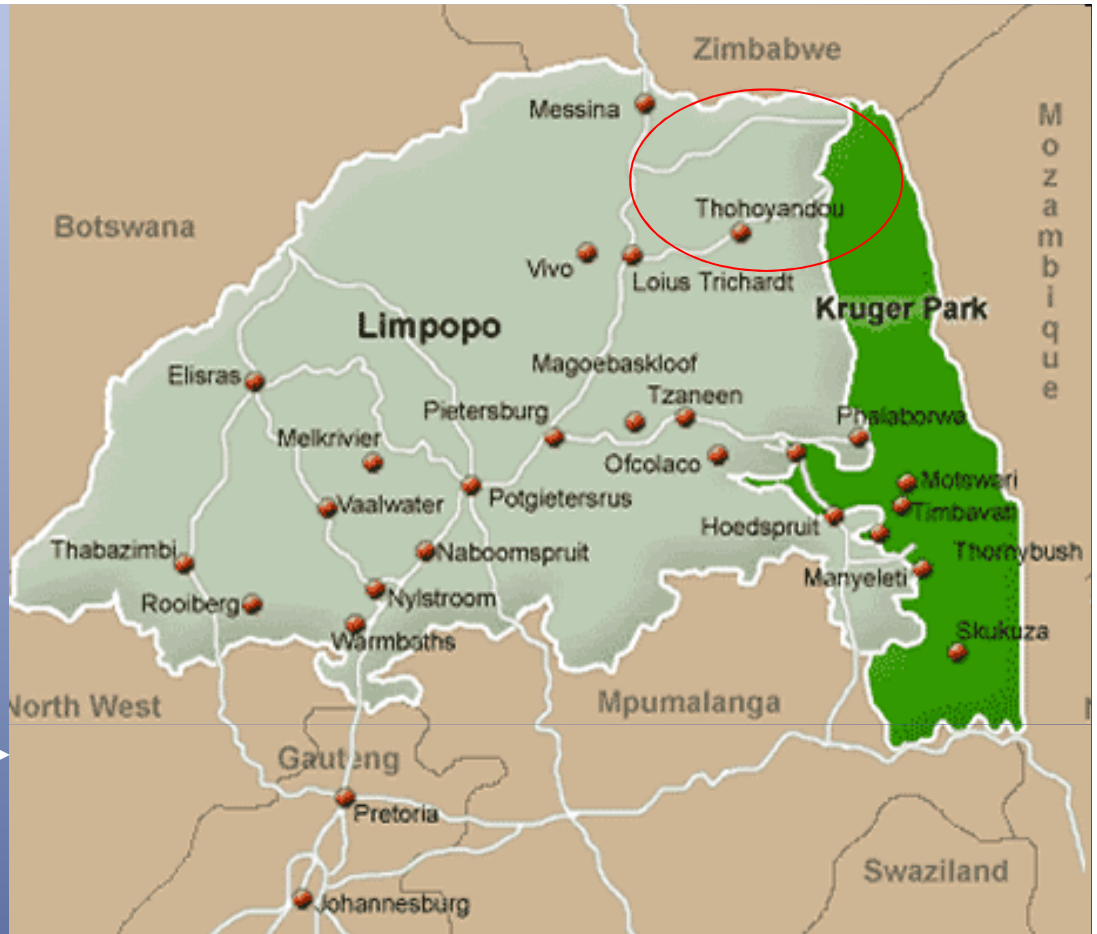 Zimbabwe
Messina
Mozambique
Botswana
Thohoyandou
Vivo
Loius Trichardt
Kruger Park
Limpopo
Magoebaskloof
Elisras
Tzaneen
Pietersburg
Phalaborwa
Melkrivier
Ofcolaco
Motswari
Potgietersrus
Vaalwater
Timbavati
Hoedspruit
Thabazimbi
Naboomspruit
Thornybush
Manyeleti
Rooiberg
Nylstroom
Skukuza
Warmbaths
North West
Mpumalanga
Gauteng
Pretoria
Swaziland
Johannesburg